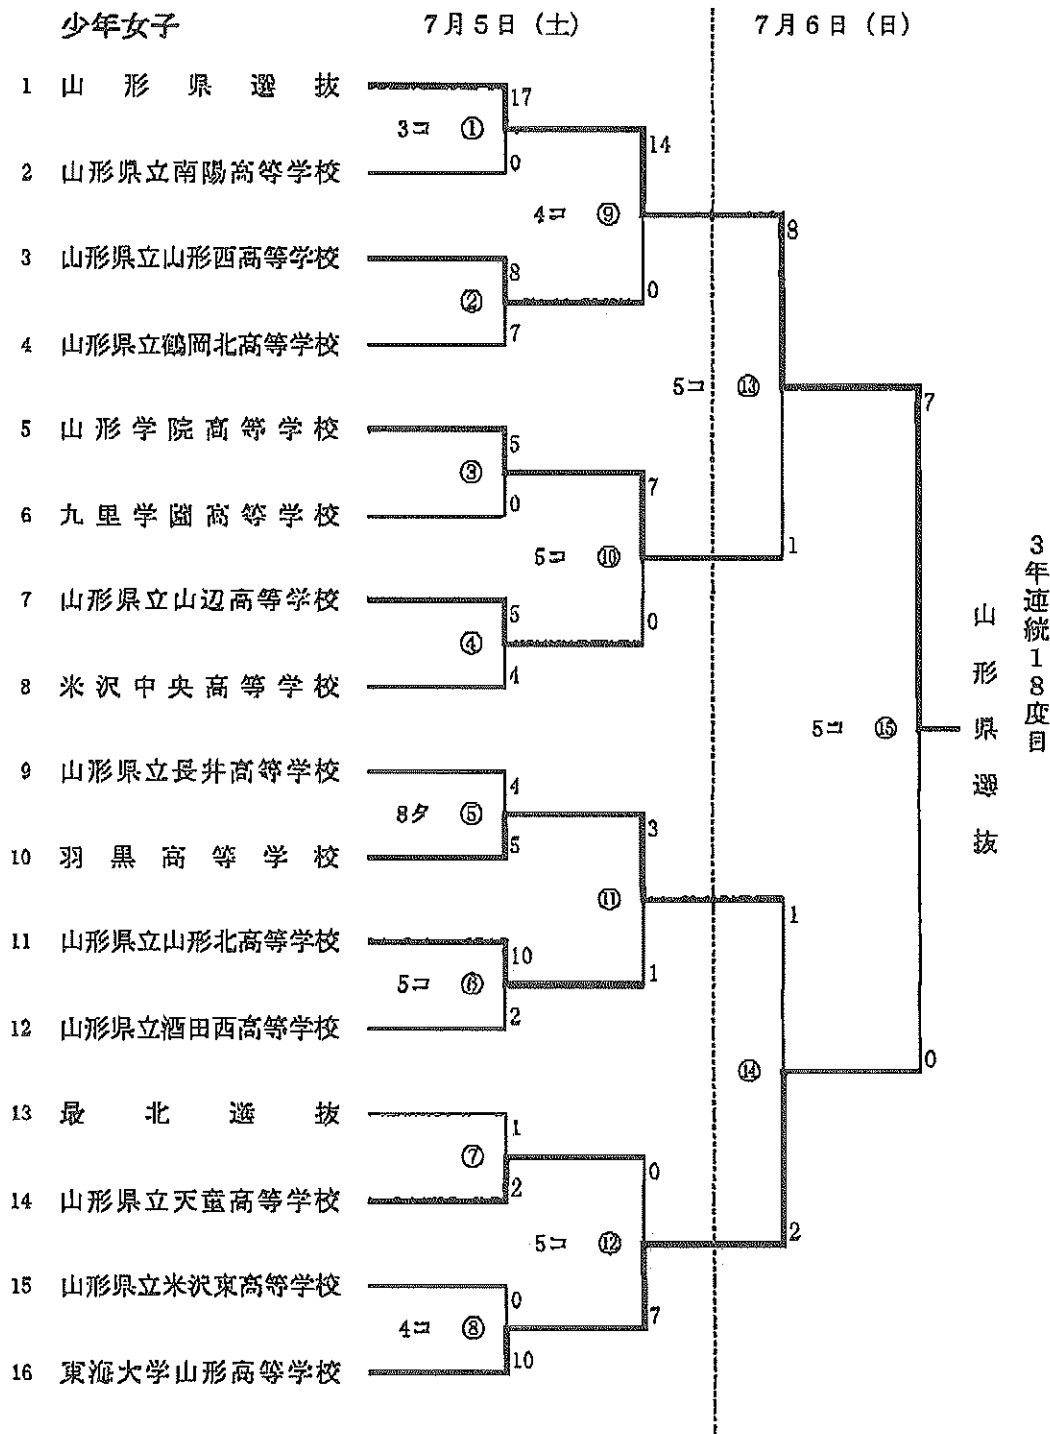 少年女子 7月5日(土) 7月6日(日)
1 山形県選抜
17
3コ ①
14
0
2 山形県立南陽高等学校
4コ ⑨
8
3 山形県立山形西高等学校
8
②
0
7
4 山形県立鶴岡北高等学校
5コ ⑬
7
5 山形学院高等学校
5
③
7
0
6 九里学園高等学校
5コ ⑩
1
7 山形県立山辺高等学校
5
④
0
4
8 米沢中央高等学校
5コ ⑮
山形県選抜
3年連続18度目
9 山形県立長井高等学校
4
8タ ⑤
3
5
10 羽黒高等学校
⑪
1
11 山形県立山形北高等学校
10
5コ ⑥
1
2
12 山形県立酒田西高等学校
⑭
0
13 最北選抜
1
⑦
0
2
14 山形県立天童高等学校
5コ ⑫
2
15 山形県立米沢東高等学校
0
4コ ⑧
7
10
16 東海大学山形高等学校